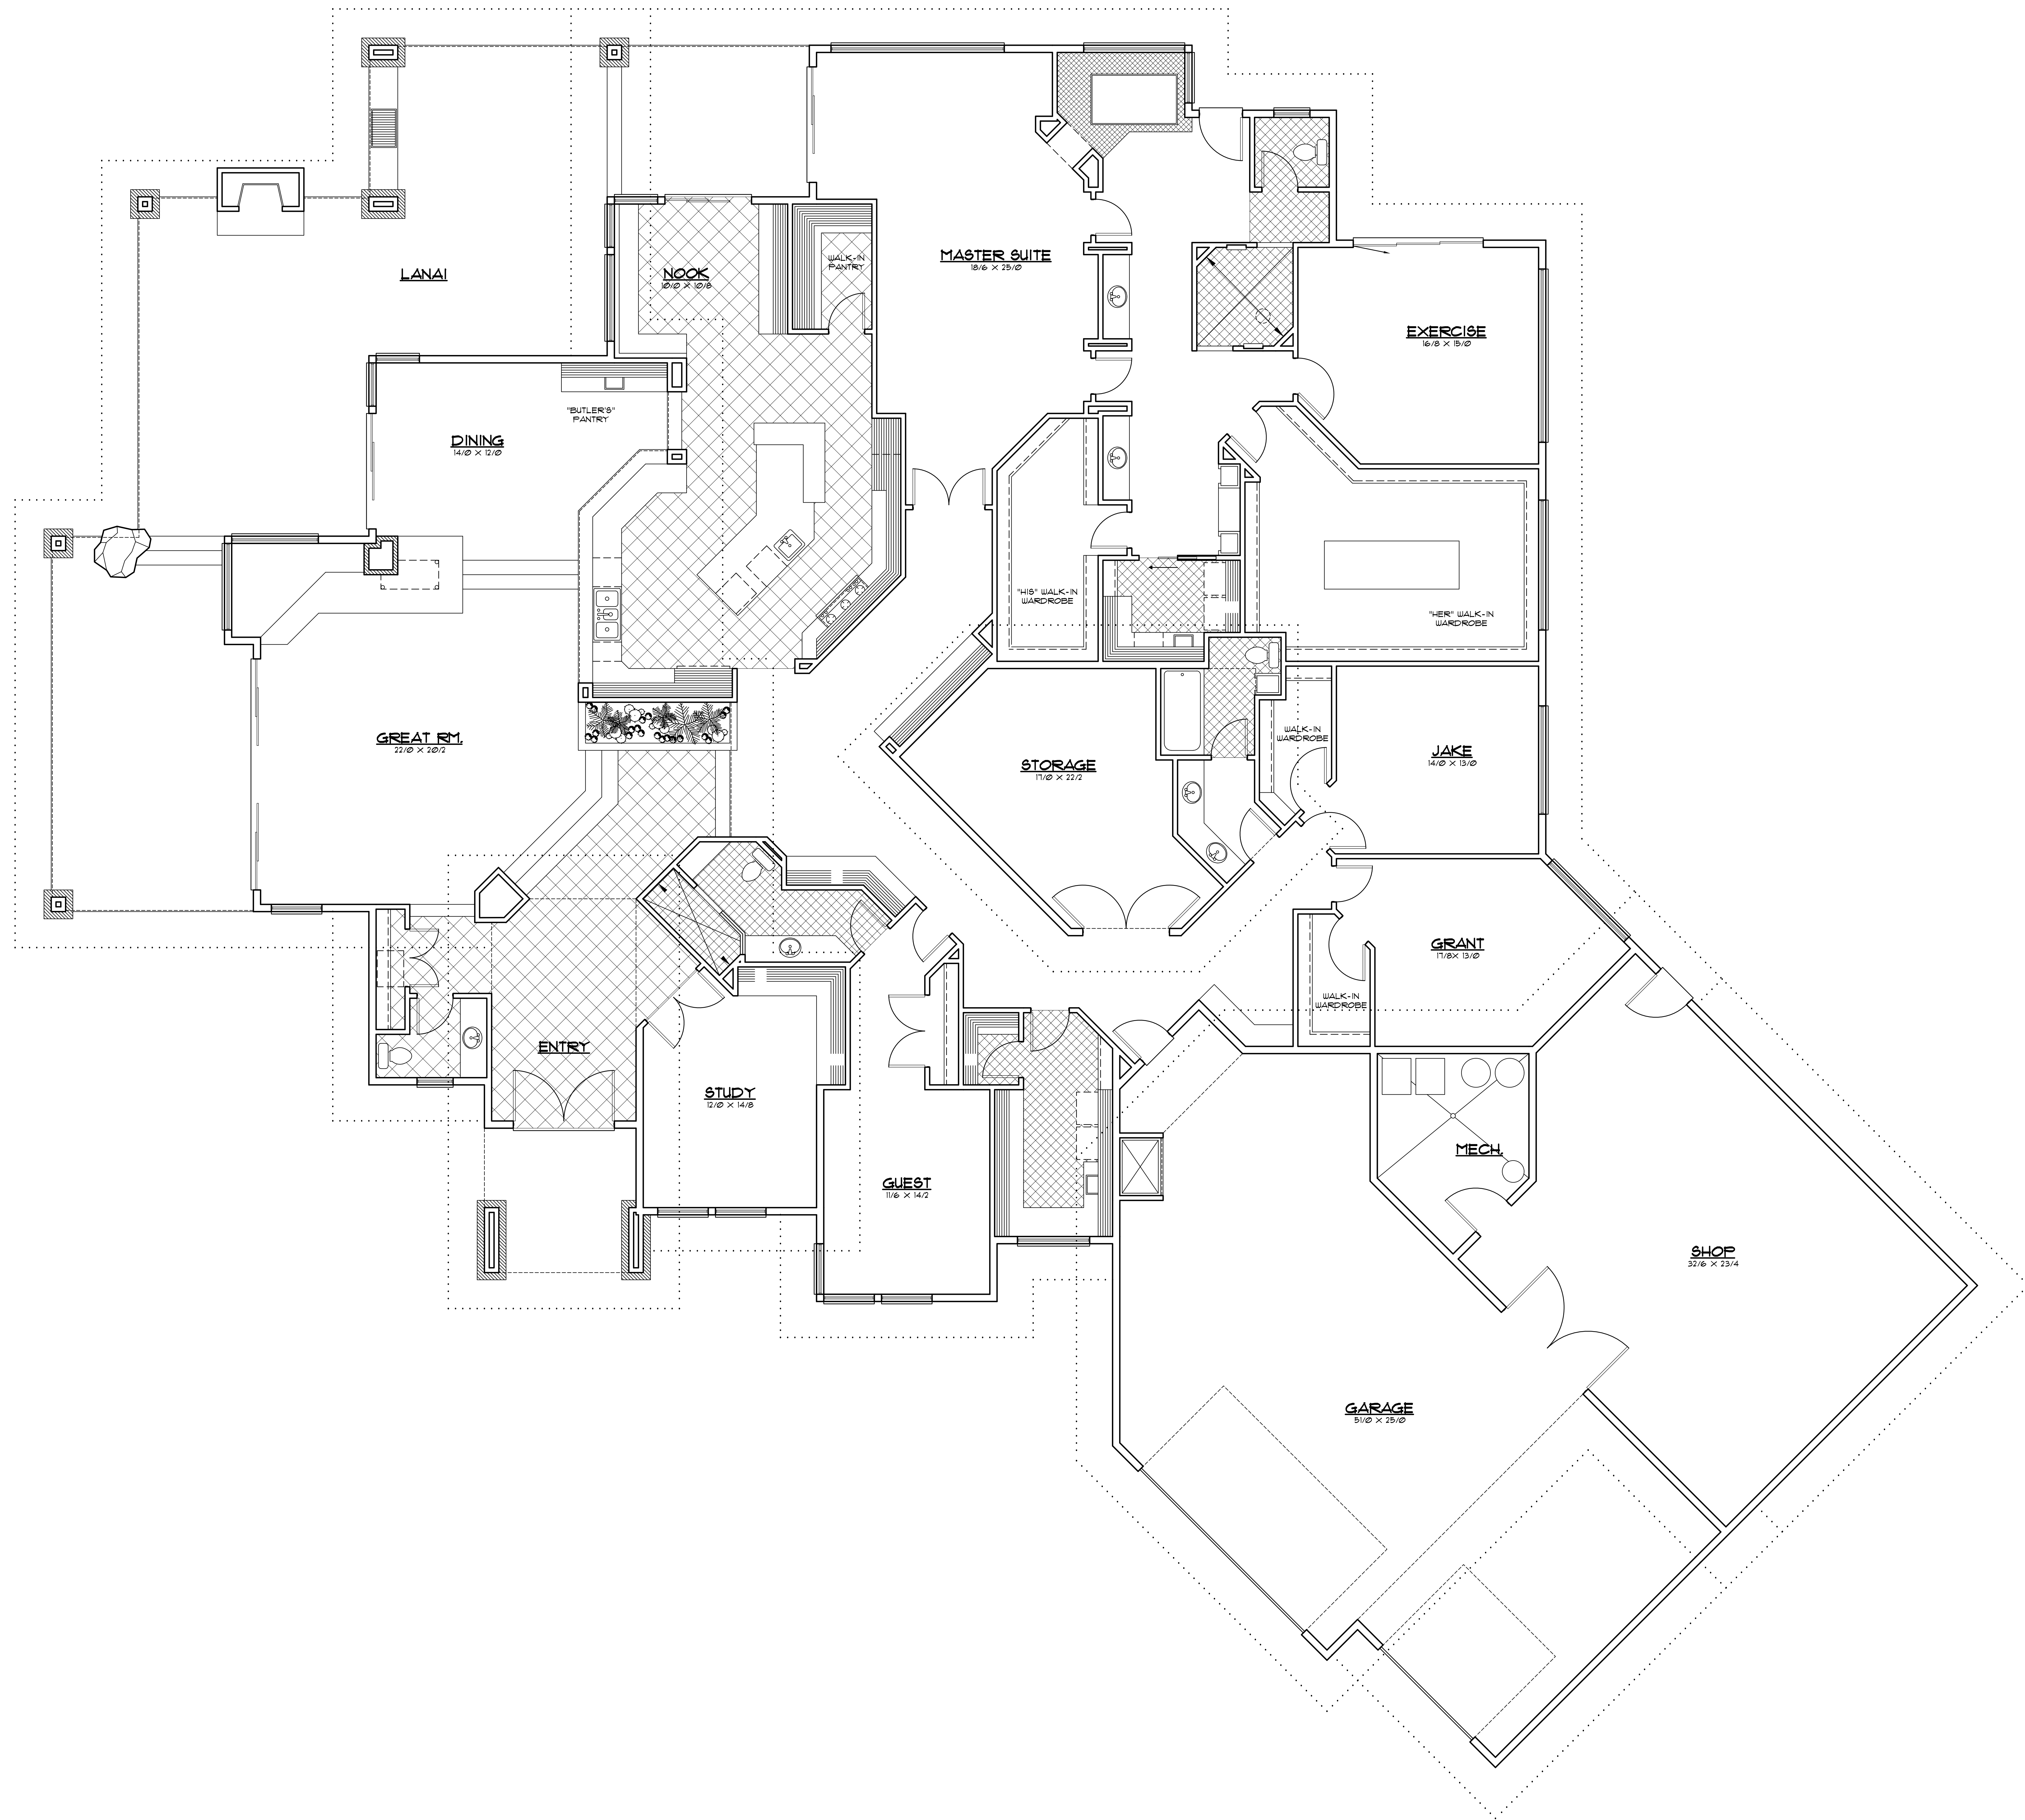 LANAI
NOOK
10/0 X 10/8
WALK-IN
PANTRY
MASTER SUITE
18/6 X 25/0
EXERCISE
16/8 X 15/0
"BUTLER'S"
PANTRY
DINING
14/0 X 12/0
"HIS" WALK-IN
WARDROBE
"HER" WALK-IN
WARDROBE
GREAT RM.
22/0 X 20/2
STORAGE
17/0 X 22/2
WALK-IN
WARDROBE
JAKE
14/0 X 13/0
GRANT
17/8X 13/0
WALK-IN
WARDROBE
ENTRY
STUDY
12/0 X 14/8
MECH.
GUEST
11/6 X 14/2
SHOP
32/6 X 23/4
GARAGE
51/0 X 25/0